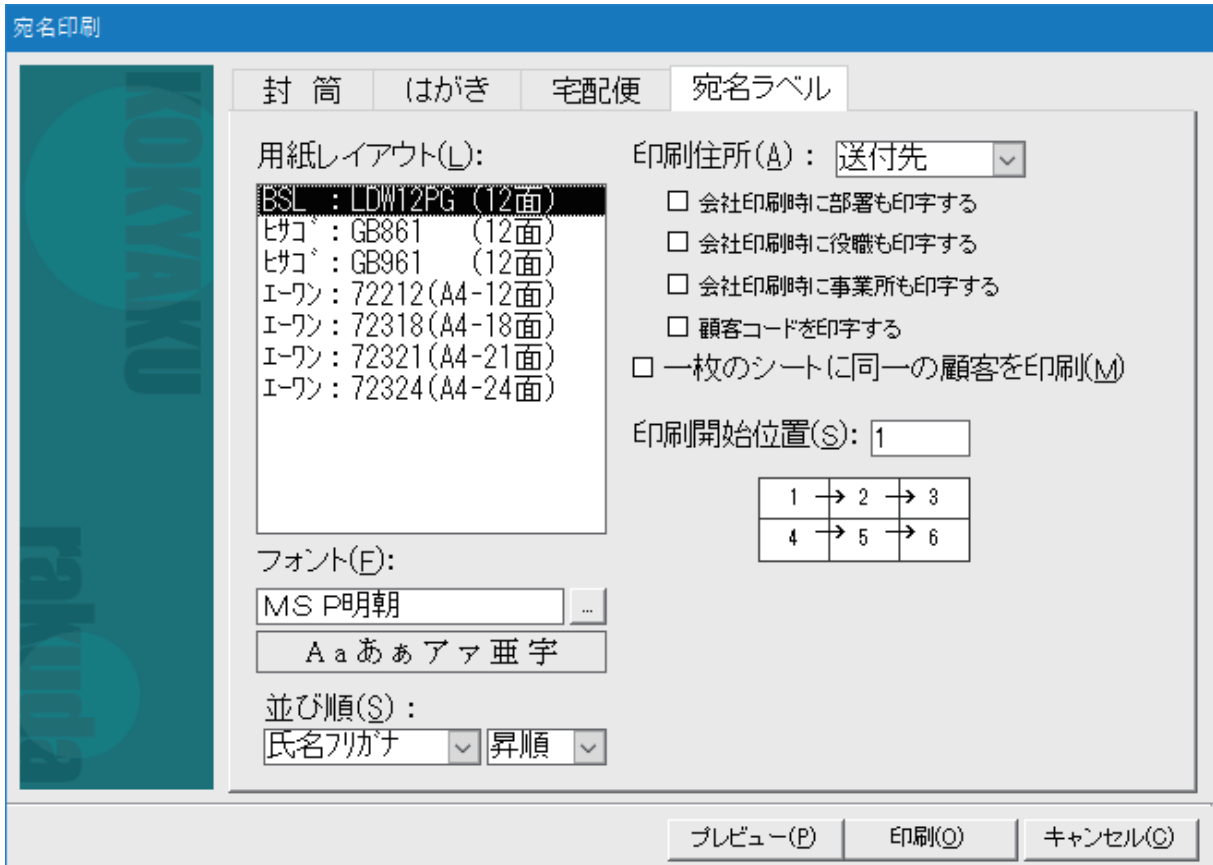 宛名印刷
KOKYAKU
rakuda
封 筒
はがき
宅配便
宛名ラベル
用紙レイアウト(L):
BSL : LDW12PG (12面)
ﾋｻｺﾞ : GB861 (12面)
ﾋｻｺﾞ : GB961 (12面)
ｴｰﾜﾝ : 72212(A4-12面)
ｴｰﾜﾝ : 72318(A4-18面)
ｴｰﾜﾝ : 72321(A4-21面)
ｴｰﾜﾝ : 72324(A4-24面)
フォント(F):
ＭＳ Ｐ明朝
...
Ａａあぁアァ亜宇
並び順(S) :
氏名ﾌﾘｶﾞﾅ
昇順
印刷住所(A) :
送付先
会社印刷時に部署も印字する
会社印刷時に役職も印字する
会社印刷時に事業所も印字する
顧客コードを印字する
一枚のシートに同一の顧客を印刷(M)
印刷開始位置(S):
1
1 → 2 → 3
4 → 5 → 6
プレビュー(P)
印刷(O)
キャンセル(C)